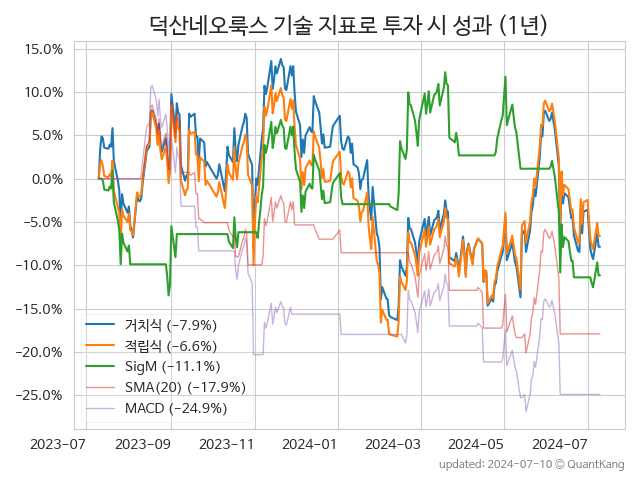 덕산네오룩스 기술 지표로 투자 시 성과 (1년)
15.0%
10.0%
5.0%
0.0%
−5.0%
−10.0%
−15.0%
−20.0%
−25.0%
거치식 (−7.9%)
적립식 (−6.6%)
SigM (−11.1%)
SMA(20) (−17.9%)
MACD (−24.9%)
2023−07 2023−09 2023−11 2024−01 2024−03 2024−05 2024−07
updated: 2024−07−10 © QuantKang